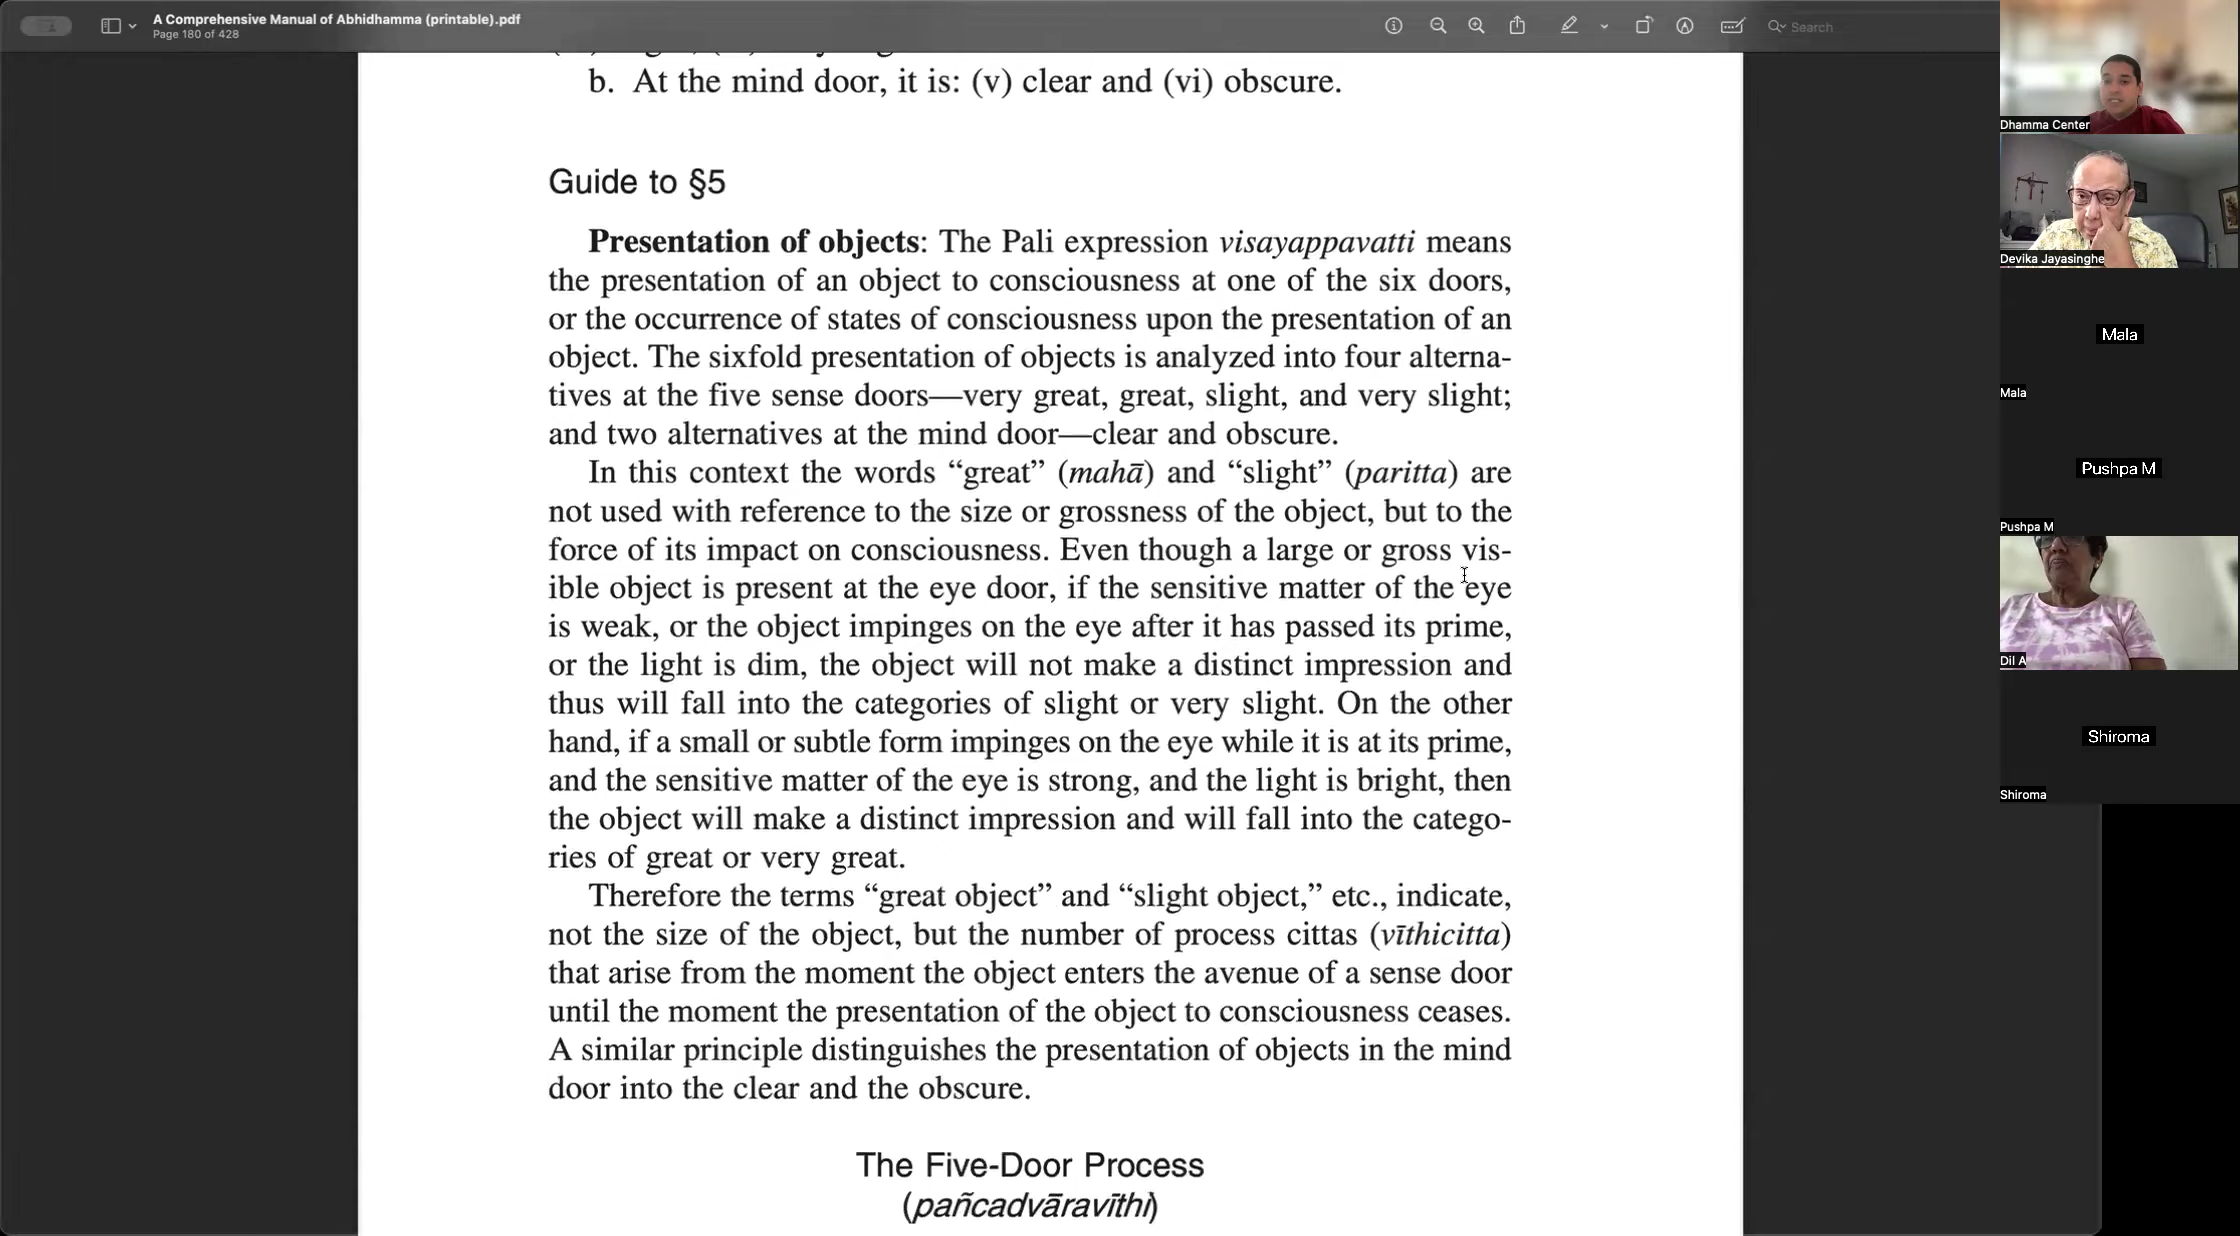 A Comprehensive Manual of Abhidhamma (printable).pdf
Page 180 of 428
Search
b. At the mind door, it is: (v) clear and (vi) obscure.
Guide to §5
Presentation of objects: The Pali expression visayappavatti means
the presentation of an object to consciousness at one of the six doors,
or the occurrence of states of consciousness upon the presentation of an
object. The sixfold presentation of objects is analyzed into four alterna-
tives at the five sense doors—very great, great, slight, and very slight;
and two alternatives at the mind door—clear and obscure.
In this context the words “great” (mahā) and “slight” (paritta) are
not used with reference to the size or grossness of the object, but to the
force of its impact on consciousness. Even though a large or gross vis-
ible object is present at the eye door, if the sensitive matter of the eye
is weak, or the object impinges on the eye after it has passed its prime,
or the light is dim, the object will not make a distinct impression and
thus will fall into the categories of slight or very slight. On the other
hand, if a small or subtle form impinges on the eye while it is at its prime,
and the sensitive matter of the eye is strong, and the light is bright, then
the object will make a distinct impression and will fall into the catego-
ries of great or very great.
Therefore the terms “great object” and “slight object,” etc., indicate,
not the size of the object, but the number of process cittas (vīthicitta)
that arise from the moment the object enters the avenue of a sense door
until the moment the presentation of the object to consciousness ceases.
A similar principle distinguishes the presentation of objects in the mind
door into the clear and the obscure.
The Five-Door Process
(pañcadvāravīthi)
Dhamma Center
Devika Jayasinghe
Mala
Mala
Pushpa M
Pushpa M
Dil A
Shiroma
Shiroma